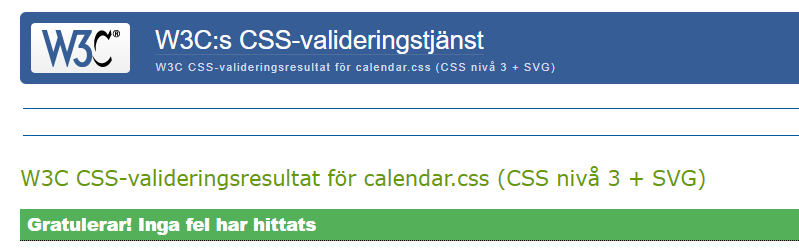 W3C®
W3C:s CSS-valideringstjänst
W3C CSS-valideringsresultat för calendar.css (CSS nivå 3 + SVG)
W3C CSS-valideringsresultat för calendar.css (CSS nivå 3 + SVG)
Gratulerar! Inga fel har hittats